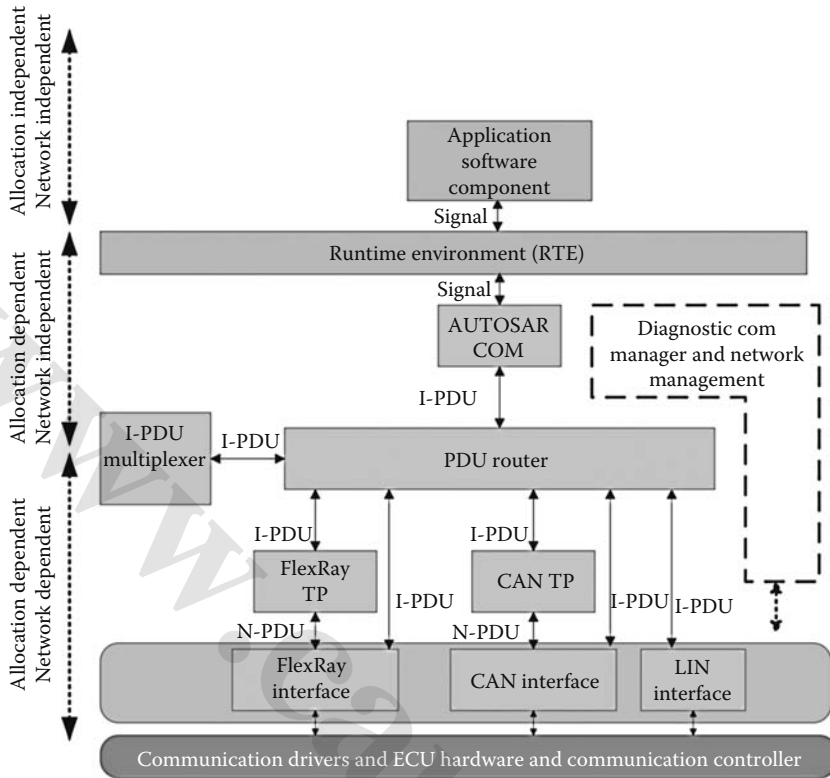 Allocation independent
Network independent
Application
software
component
Signal
Runtime environment (RTE)
Signal
Allocation dependent
Network independent
AUTOSAR
COM
Diagnostic com
manager and network
management
I-PDU
I-PDU
multiplexer
I-PDU
PDU router
Allocation dependent
Network dependent
I-PDU
I-PDU
FlexRay
TP
CAN TP
I-PDU
I-PDU
I-PDU
N-PDU
N-PDU
FlexRay
interface
CAN interface
LIN
interface
Communication drivers and ECU hardware and communication controller
www.ca